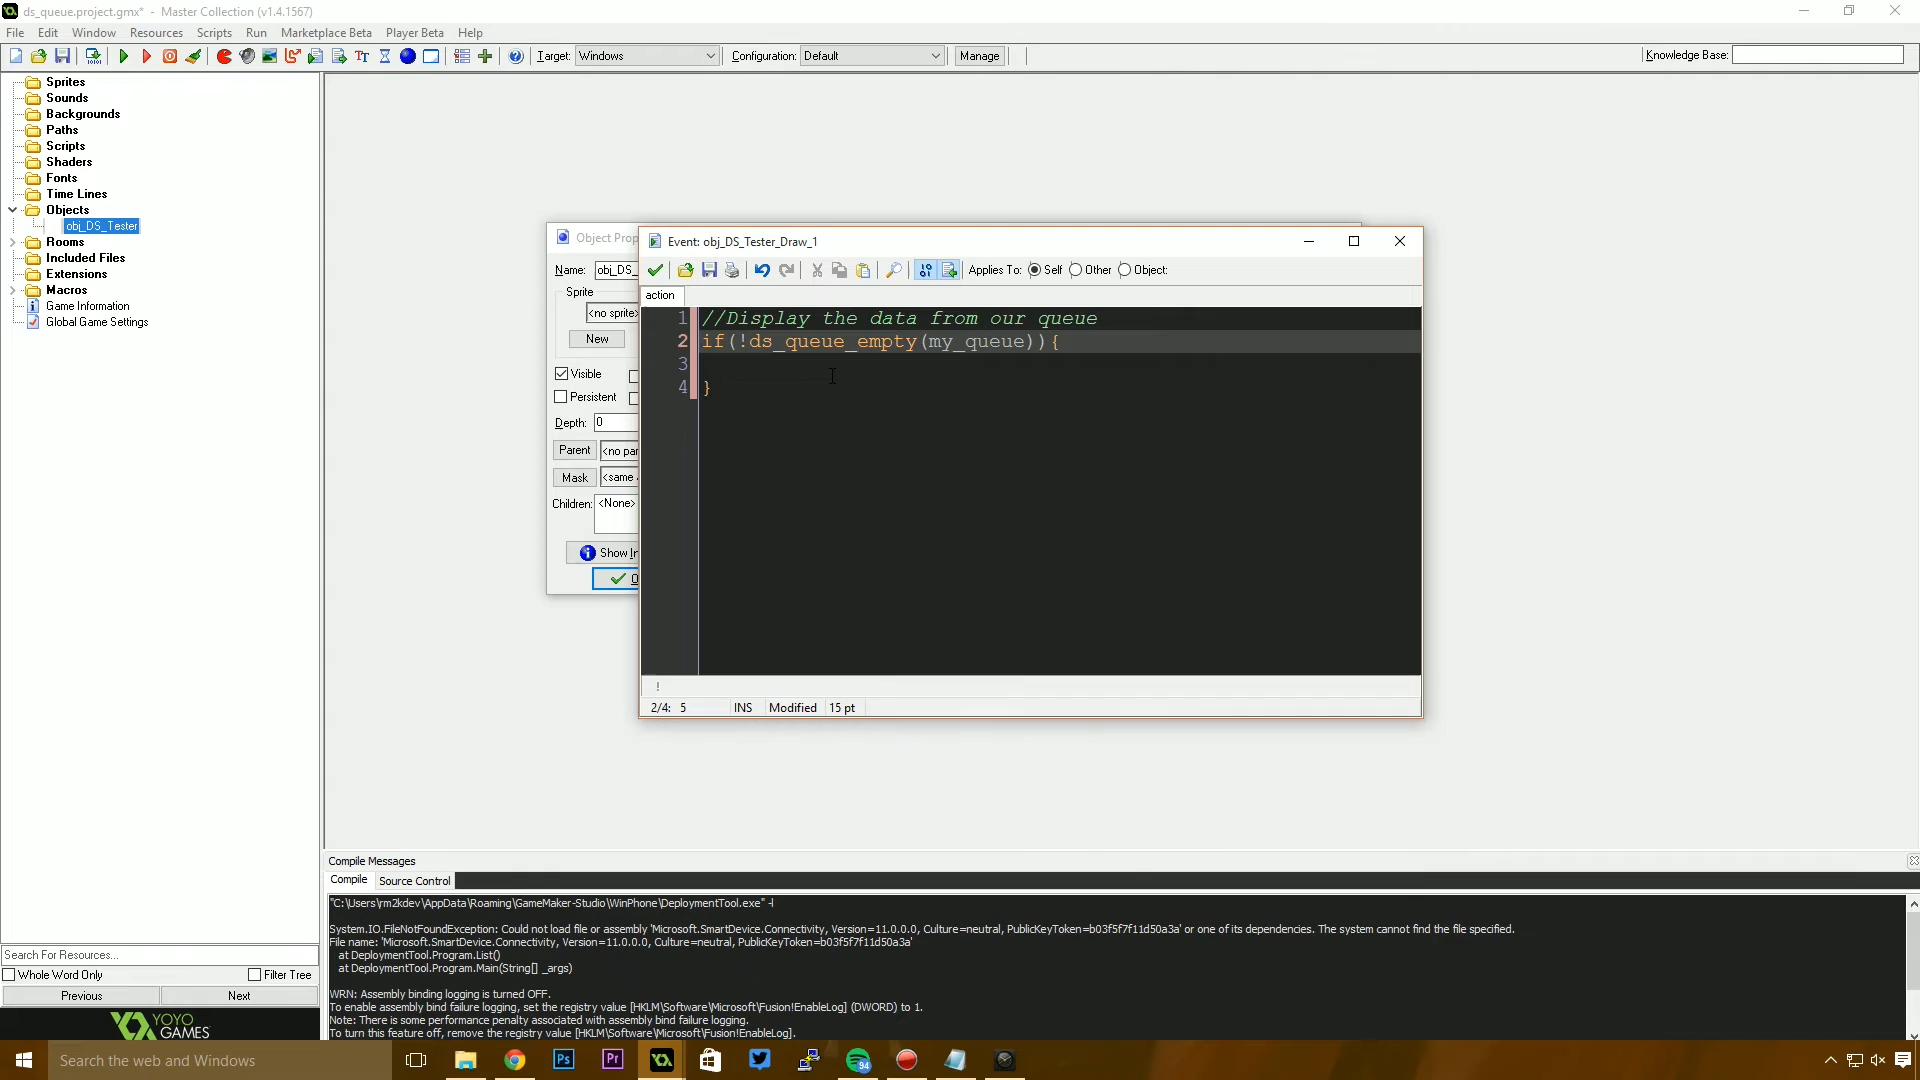 ds_queue.project.gmx* - Master Collection (v1.4.1567)
File Edit Window Resources Scripts Run Marketplace Beta Player Beta Help
Target: Windows Configuration: Default Manage Knowledge Base:
Sprites
Sounds
Backgrounds
Paths
Scripts
Shaders
Fonts
Time Lines
Objects
obj_DS_Tester
Rooms
Included Files
Extensions
Macros
Game Information
Global Game Settings
Object Prop
Name: obj_DS_
Sprite
<no sprite>
New
Visible
Persistent
Depth: 0
Parent <no par
Mask <same
Children: <None>
Show In
O
Event: obj_DS_Tester_Draw_1
Applies To: Self Other Object:
action
1 //Display the data from our queue
2 if(!ds_queue_empty(my_queue)){
3
4 }
!
2/4: 5 INS Modified 15 pt
Compile Messages
Compile Source Control
"C:\Users\rm2kdev\AppData\Roaming\GameMaker-Studio\WinPhone\DeploymentTool.exe" -l
System.IO.FileNotFoundException: Could not load file or assembly 'Microsoft.SmartDevice.Connectivity, Version=11.0.0.0, Culture=neutral, PublicKeyToken=b03f5f7f11d50a3a' or one of its dependencies. The system cannot find the file specified.
File name: 'Microsoft.SmartDevice.Connectivity, Version=11.0.0.0, Culture=neutral, PublicKeyToken=b03f5f7f11d50a3a'
at DeploymentTool.Program.List()
at DeploymentTool.Program.Main(String[] _args)
WRN: Assembly binding logging is turned OFF.
To enable assembly bind failure logging, set the registry value [HKLM\Software\Microsoft\Fusion!EnableLog] (DWORD) to 1.
Note: There is some performance penalty associated with assembly bind failure logging.
To turn this feature off, remove the registry value [HKLM\Software\Microsoft\Fusion!EnableLog].
Search For Resources...
Whole Word Only Filter Tree
Previous Next
YOYO
GAMES
Search the web and Windows
Ps Pr 94